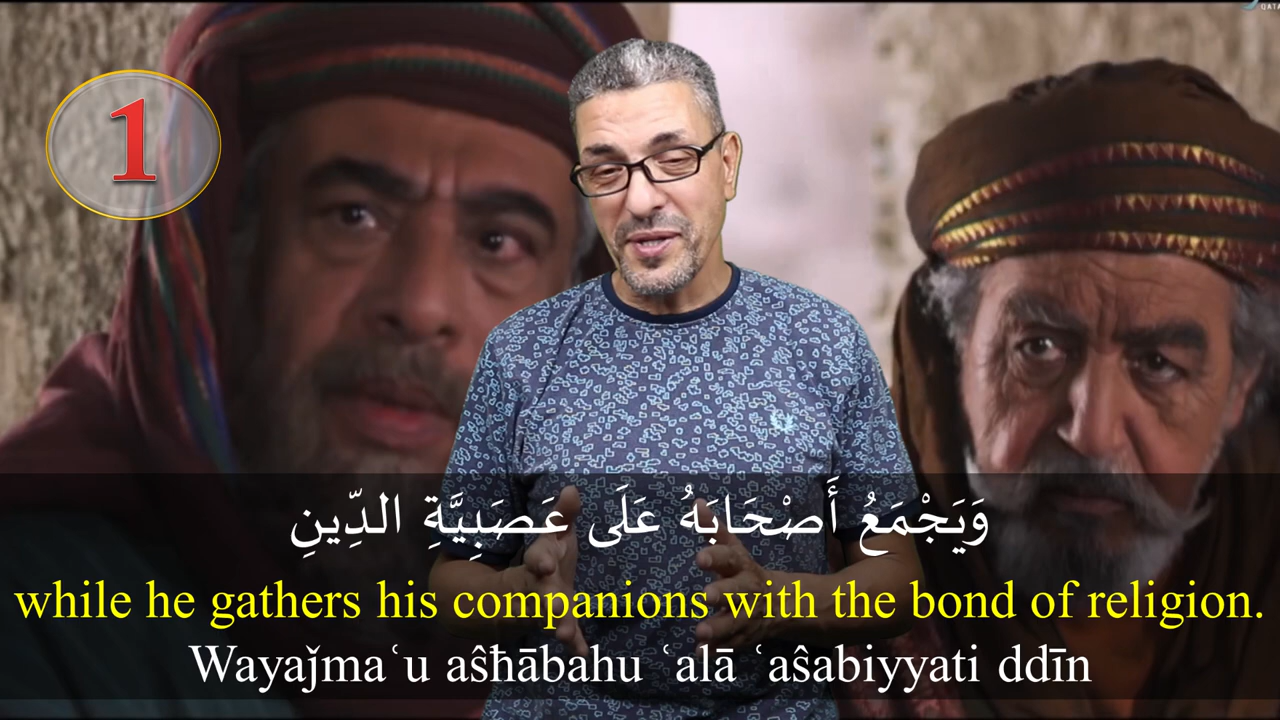 1
وَيَجْمَعُ أَصْحَابَهُ عَلَى عَصَبِيَّةِ الدِّينِ
while he gathers his companions with the bond of religion.
Wayaǰmaʿu aŝħābahu ʿalā ʿaŝabiyyati ddīn